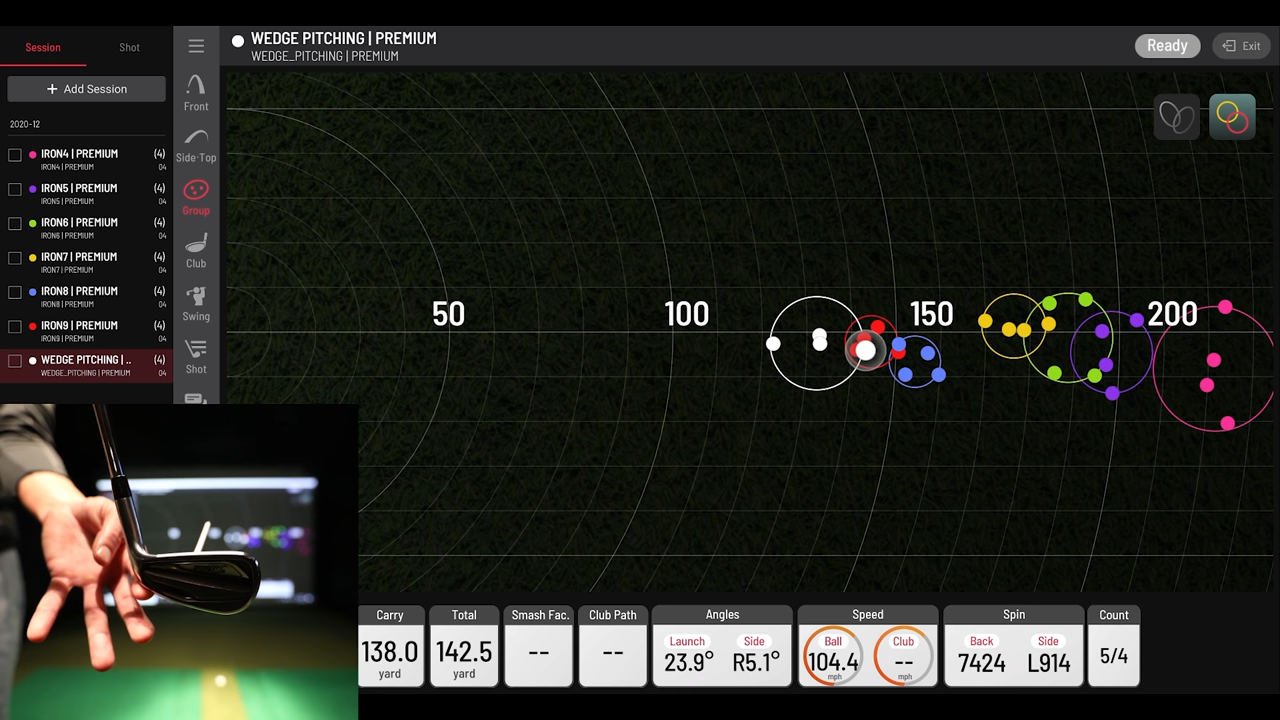 Session
Shot
+ Add Session
2020-12
IRON4 | PREMIUM (4)
IRON4 | PREMIUM 04
IRON5 | PREMIUM (4)
IRON5 | PREMIUM 04
IRON6 | PREMIUM (4)
IRON6 | PREMIUM 04
IRON7 | PREMIUM (4)
IRON7 | PREMIUM 04
IRON8 | PREMIUM (4)
IRON8 | PREMIUM 04
IRON9 | PREMIUM (4)
IRON9 | PREMIUM 04
WEDGE PITCHING | .. (4)
WEDGE_PITCHING | PREMIUM 04
Front
Side·Top
Group
Club
Swing
Shot
WEDGE PITCHING | PREMIUM
WEDGE_PITCHING | PREMIUM
Ready
Exit
50
100
150
200
Carry
138.0
yard
Total
142.5
yard
Smash Fac.
--
Club Path
--
Angles
Launch
23.9°
Side
R5.1°
Speed
Ball
104.4
mph
Club
--
mph
Spin
Back
7424
Side
L914
Count
5/4